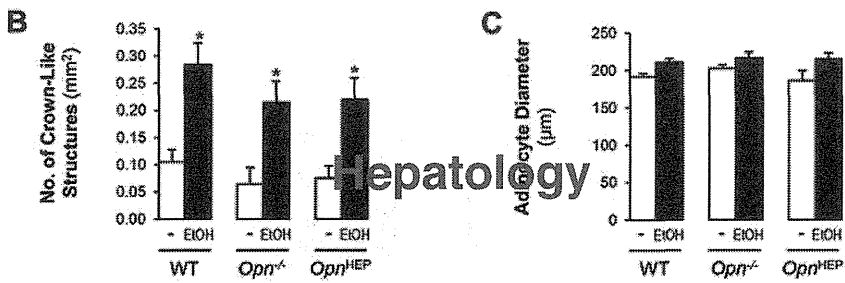 B
No. of Crown-Like
Structures (mm²)
0.35
0.30
0.25
0.20
0.15
0.10
0.05
0.00
*
*
*
- EtOH - EtOH - EtOH
WT Opn-/- OpnHEP
C
Adipocyte Diameter
(µm)
250
200
150
100
50
0
- EtOH - EtOH - EtOH
WT Opn-/- OpnHEP
Hepatology